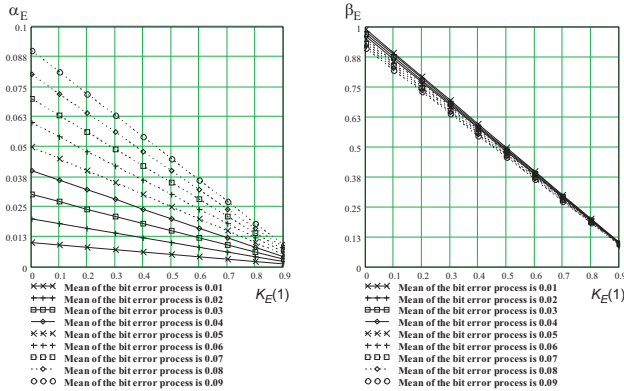 α_E
0.1
0.088
0.075
0.063
0.05
0.038
0.025
0.013
0
0 0.1 0.2 0.3 0.4 0.5 0.6 0.7 0.8 0.9
K_E(1)
Mean of the bit error process is 0.01
Mean of the bit error process is 0.02
Mean of the bit error process is 0.03
Mean of the bit error process is 0.04
Mean of the bit error process is 0.05
Mean of the bit error process is 0.06
Mean of the bit error process is 0.07
Mean of the bit error process is 0.08
Mean of the bit error process is 0.09
β_E
1
0.88
0.75
0.63
0.5
0.38
0.25
0.13
0
0 0.1 0.2 0.3 0.4 0.5 0.6 0.7 0.8 0.9
K_E(1)
Mean of the bit error process is 0.01
Mean of the bit error process is 0.02
Mean of the bit error process is 0.03
Mean of the bit error process is 0.04
Mean of the bit error process is 0.05
Mean of the bit error process is 0.06
Mean of the bit error process is 0.07
Mean of the bit error process is 0.08
Mean of the bit error process is 0.09